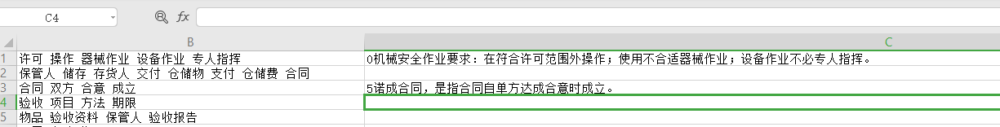 C4
fx
B C
1 许可 操作 器械作业 设备作业 专人指挥 0机械安全作业要求：在符合许可范围外操作；使用不合适器械作业；设备作业不必专人指挥。
2 保管人 储存 存货人 交付 仓储物 支付 仓储费 合同
3 合同 双方 合意 成立 5诺成合同，是指合同自单方达成合意时成立。
4 验收 项目 方法 期限
5 物品 验收资料 保管人 验收报告